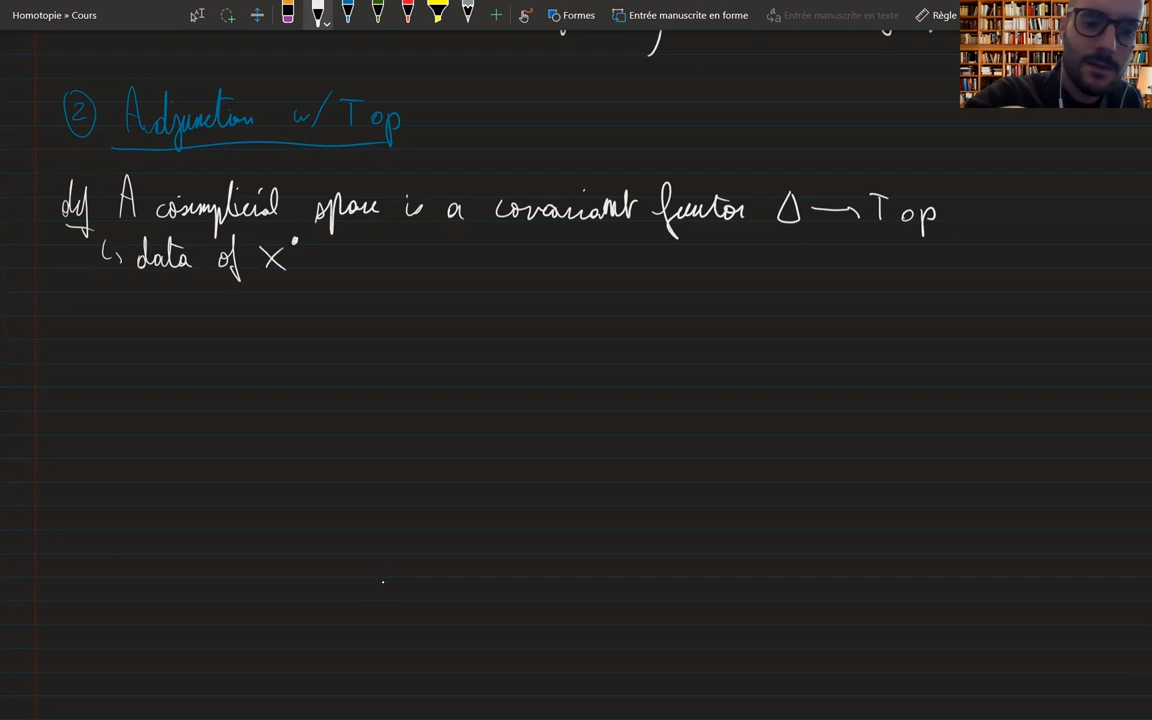 Homotopie » Cours
Formes
Entrée manuscrite en forme
Entrée manuscrite en texte
Règle
② Adjunction w/ Top
def A cosimplicial space is a covariant functor Δ → Top
↳ data of X•